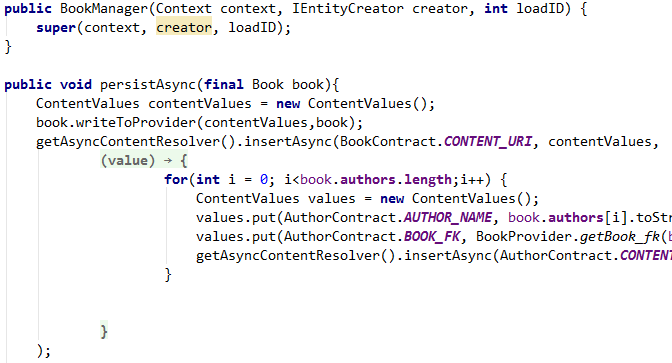 public BookManager(Context context, IEntityCreator creator, int loadID) {
super(context, creator, loadID);
}
public void persistAsync(final Book book){
ContentValues contentValues = new ContentValues();
book.writeToProvider(contentValues,book);
getAsyncContentResolver().insertAsync(BookContract.CONTENT_URI, contentValues,
(value) → {
for(int i = 0; i<book.authors.length;i++) {
ContentValues values = new ContentValues();
values.put(AuthorContract.AUTHOR_NAME, book.authors[i].toStr
values.put(AuthorContract.BOOK_FK, BookProvider.getBook_fk(b
getAsyncContentResolver().insertAsync(AuthorContract.CONTENT
}
}
);